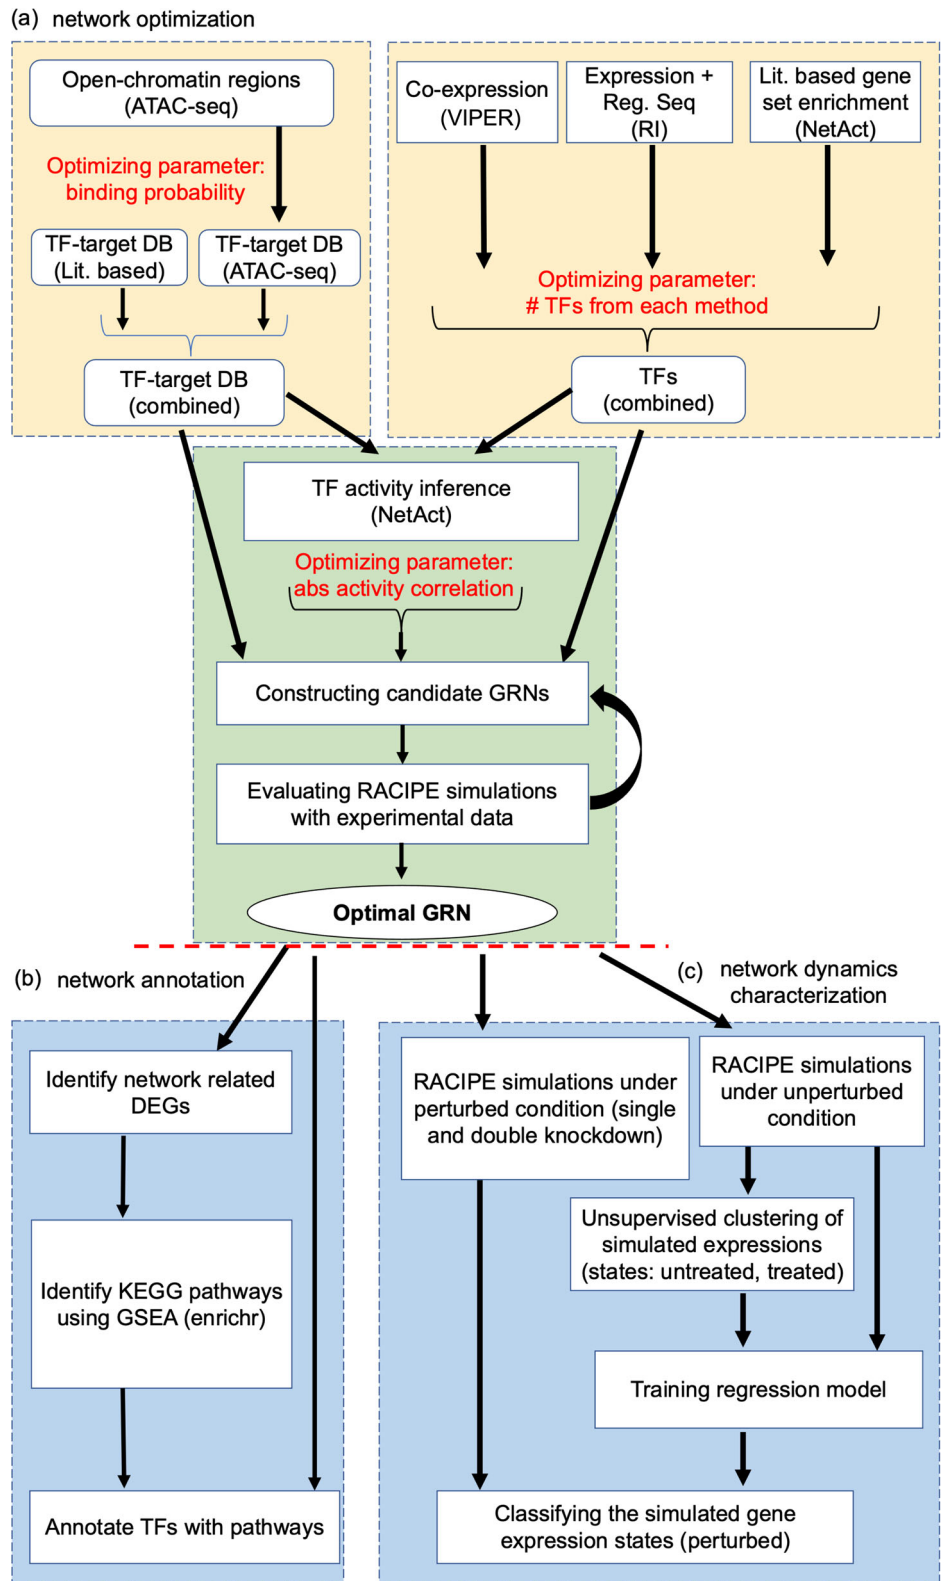 (a) network optimization
Open-chromatin regions
(ATAC-seq)
Optimizing parameter:
binding probability
TF-target DB
(Lit. based)
TF-target DB
(ATAC-seq)
TF-target DB
(combined)
Co-expression
(VIPER)
Expression +
Reg. Seq
(RI)
Lit. based gene
set enrichment
(NetAct)
Optimizing parameter:
# TFs from each method
TFs
(combined)
TF activity inference
(NetAct)
Optimizing parameter:
abs activity correlation
Constructing candidate GRNs
Evaluating RACIPE simulations
with experimental data
Optimal GRN
(b) network annotation
Identify network related
DEGs
Identify KEGG pathways
using GSEA (enrichr)
Annotate TFs with pathways
(c) network dynamics
characterization
RACIPE simulations under
perturbed condition (single
and double knockdown)
RACIPE simulations
under unperturbed
condition
Unsupervised clustering of
simulated expressions
(states: untreated, treated)
Training regression model
Classifying the simulated gene
expression states (perturbed)